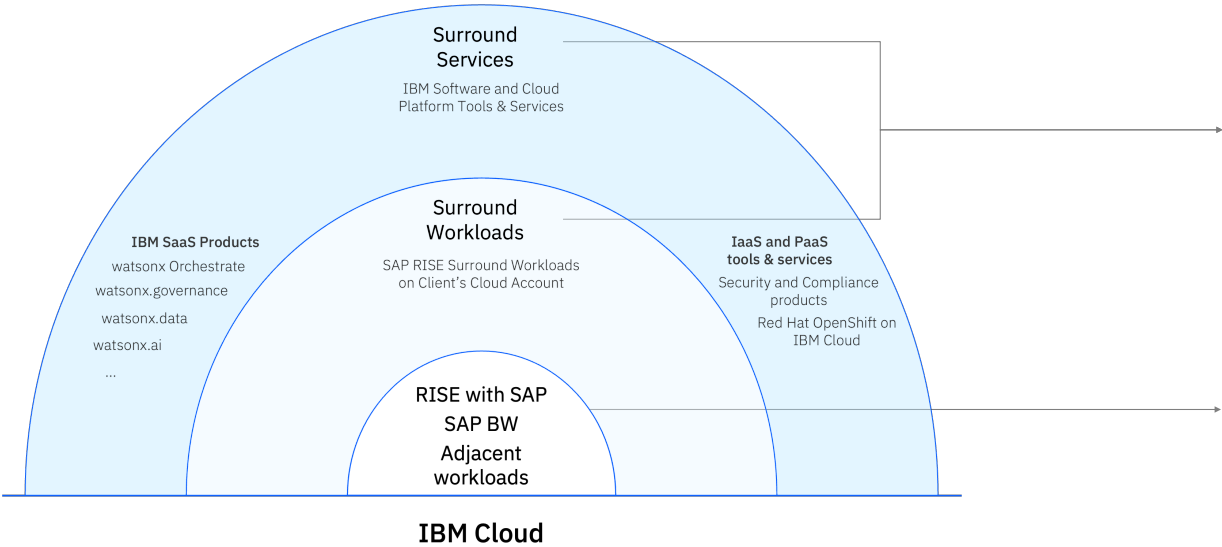 Surround
Services
IBM Software and Cloud
Platform Tools & Services
Surround
Workloads
SAP RISE Surround Workloads
on Client’s Cloud Account
IBM SaaS Products
watsonx Orchestrate
watsonx.governance
watsonx.data
watsonx.ai
...
IaaS and PaaS
tools & services
Security and Compliance
products
Red Hat OpenShift on
IBM Cloud
RISE with SAP
SAP BW
Adjacent
workloads
IBM Cloud